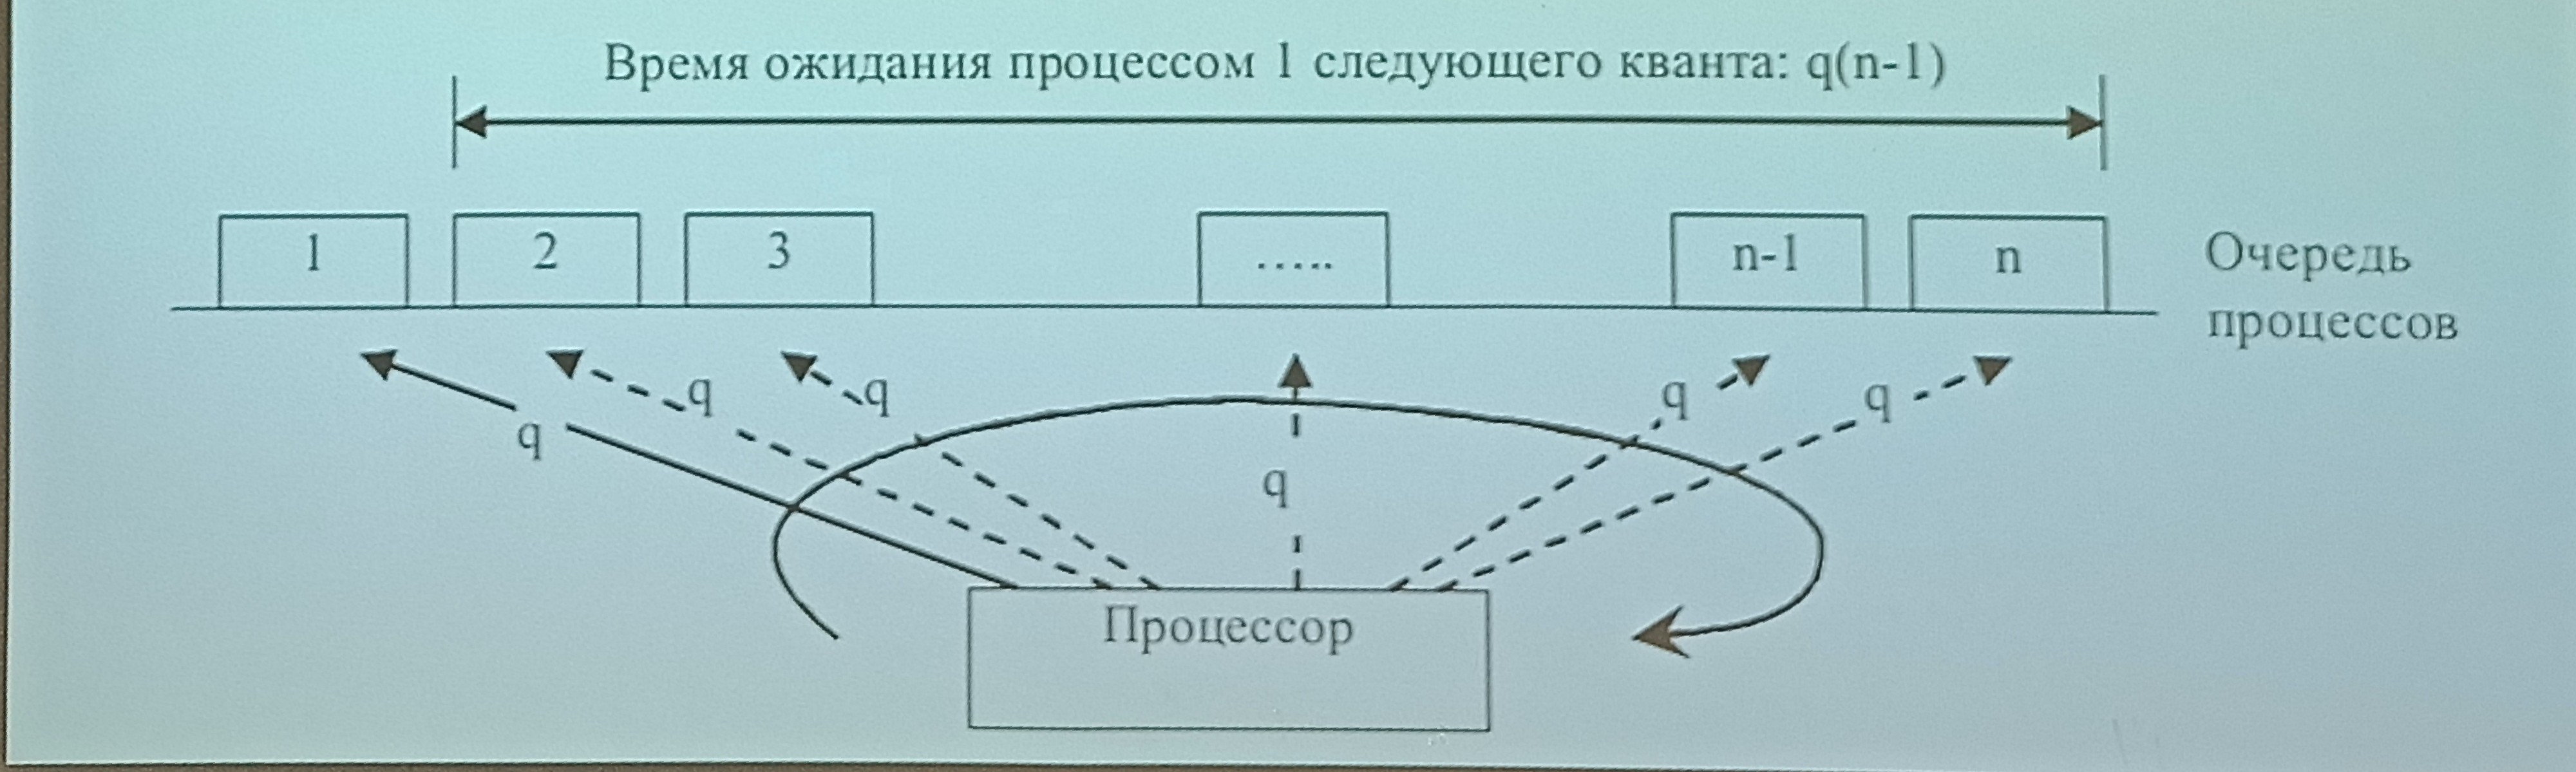 Время ожидания процессом 1 следующего кванта: q(n-1)
1
2
3
.....
n-1
n
Очередь
процессов
q
q
q
q
q
q
Процессор